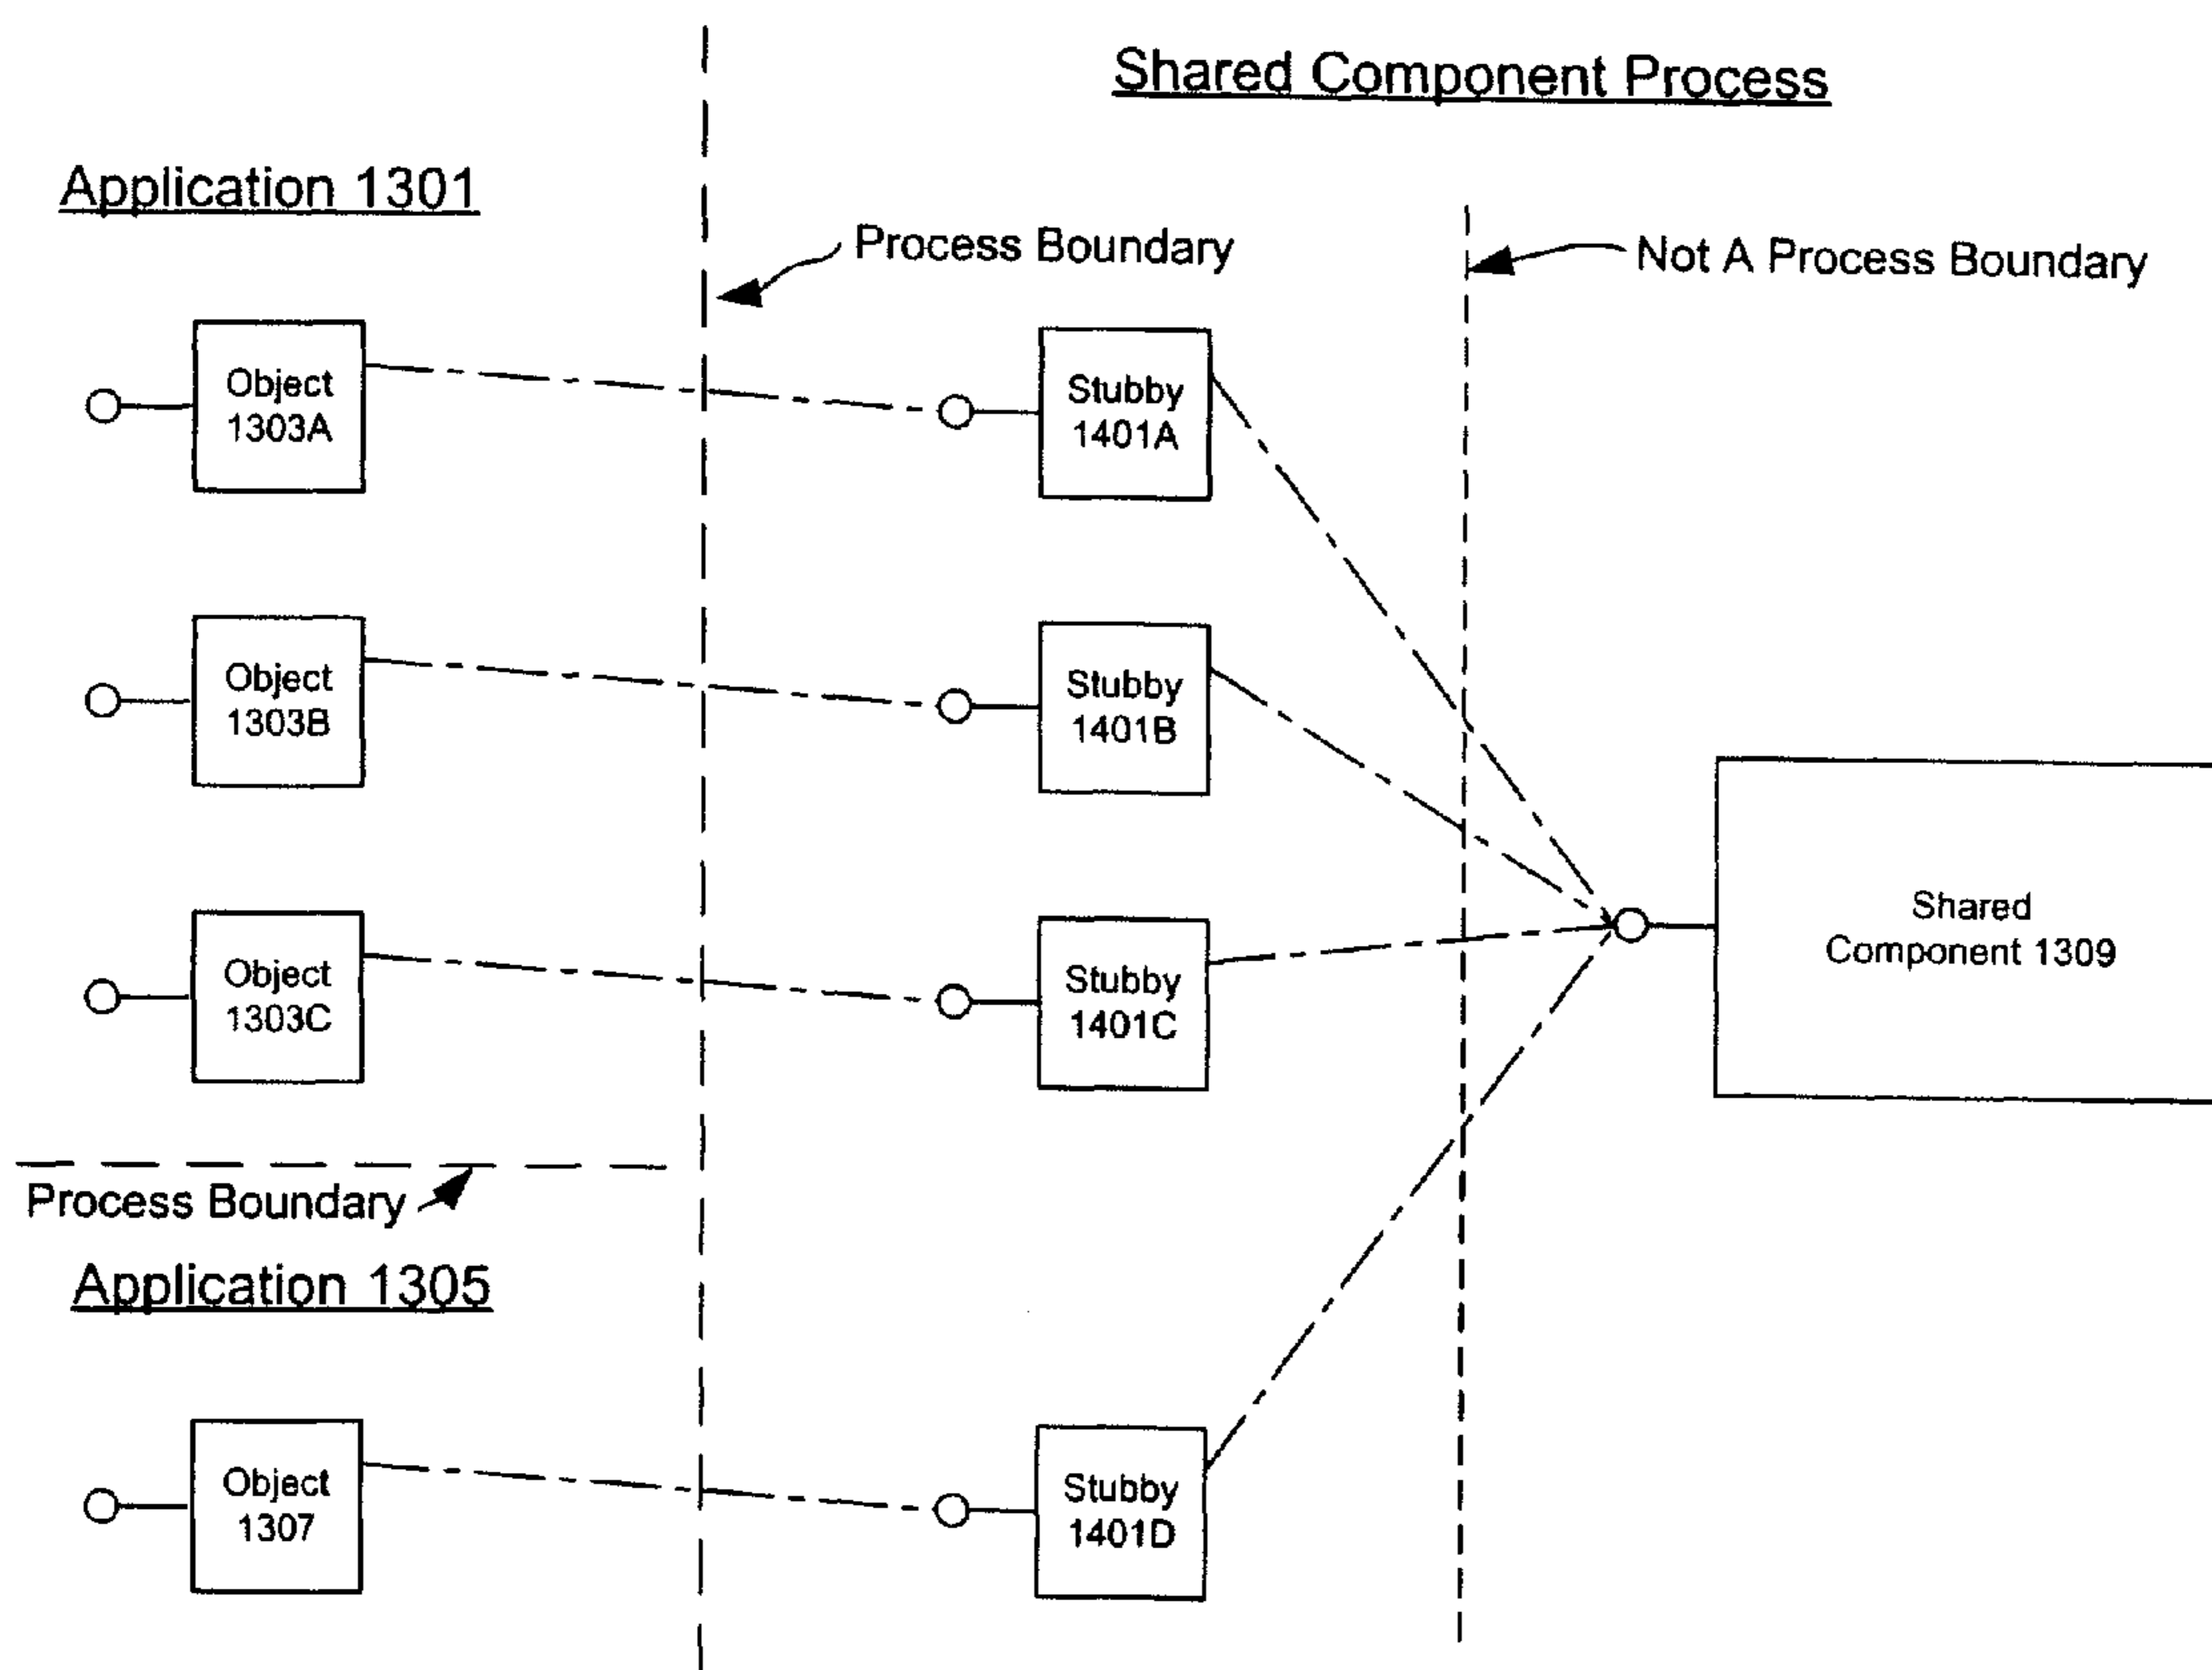 Shared Component Process
Application 1301
Process Boundary
Not A Process Boundary
Object
1303A
Stubby
1401A
Object
1303B
Stubby
1401B
Shared
Component 1309
Object
1303C
Stubby
1401C
Process Boundary
Application 1305
Object
1307
Stubby
1401D